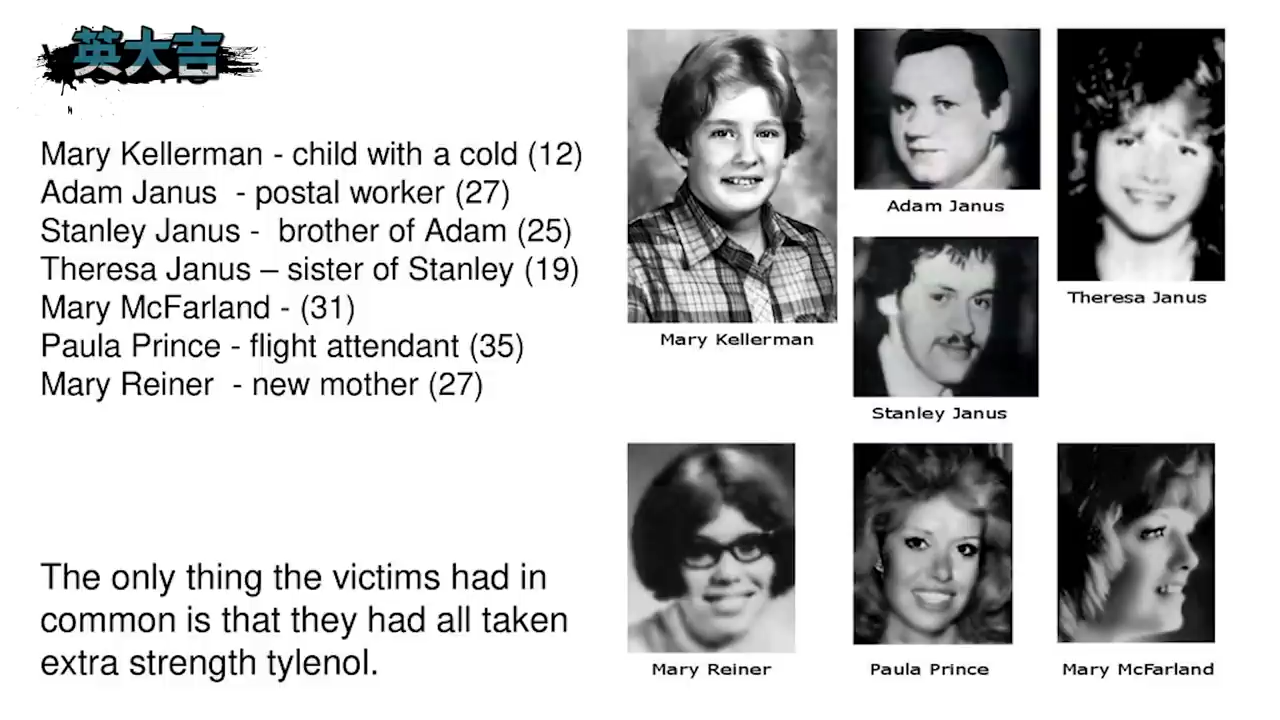 英大吉
Mary Kellerman - child with a cold (12)
Adam Janus - postal worker (27)
Stanley Janus - brother of Adam (25)
Theresa Janus – sister of Stanley (19)
Mary McFarland - (31)
Paula Prince - flight attendant (35)
Mary Reiner - new mother (27)
The only thing the victims had in
common is that they had all taken
extra strength tylenol.
Mary Kellerman
Adam Janus
Theresa Janus
Stanley Janus
Mary Reiner
Paula Prince
Mary McFarland